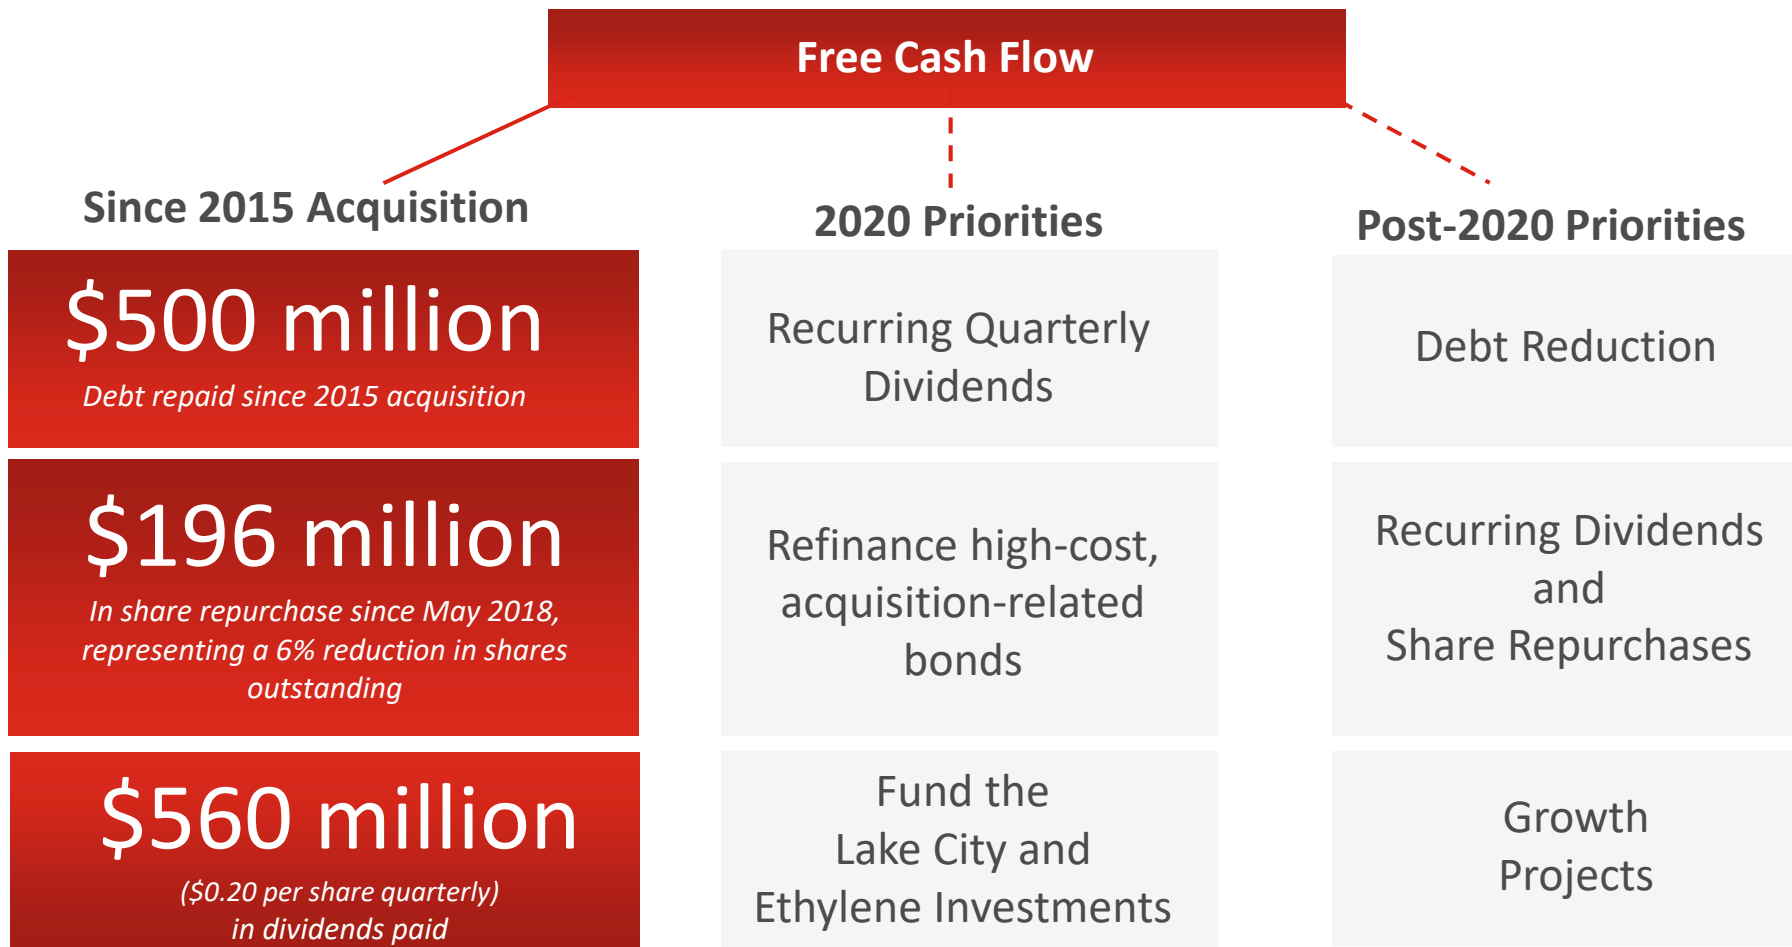 Free Cash Flow
Since 2015 Acquisition
$500 million
Debt repaid since 2015 acquisition
$196 million
In share repurchase since May 2018,
representing a 6% reduction in shares
outstanding
$560 million
($0.20 per share quarterly)
in dividends paid
2020 Priorities
Recurring Quarterly
Dividends
Refinance high-cost,
acquisition-related
bonds
Fund the
Lake City and
Ethylene Investments
Post-2020 Priorities
Debt Reduction
Recurring Dividends
and
Share Repurchases
Growth
Projects